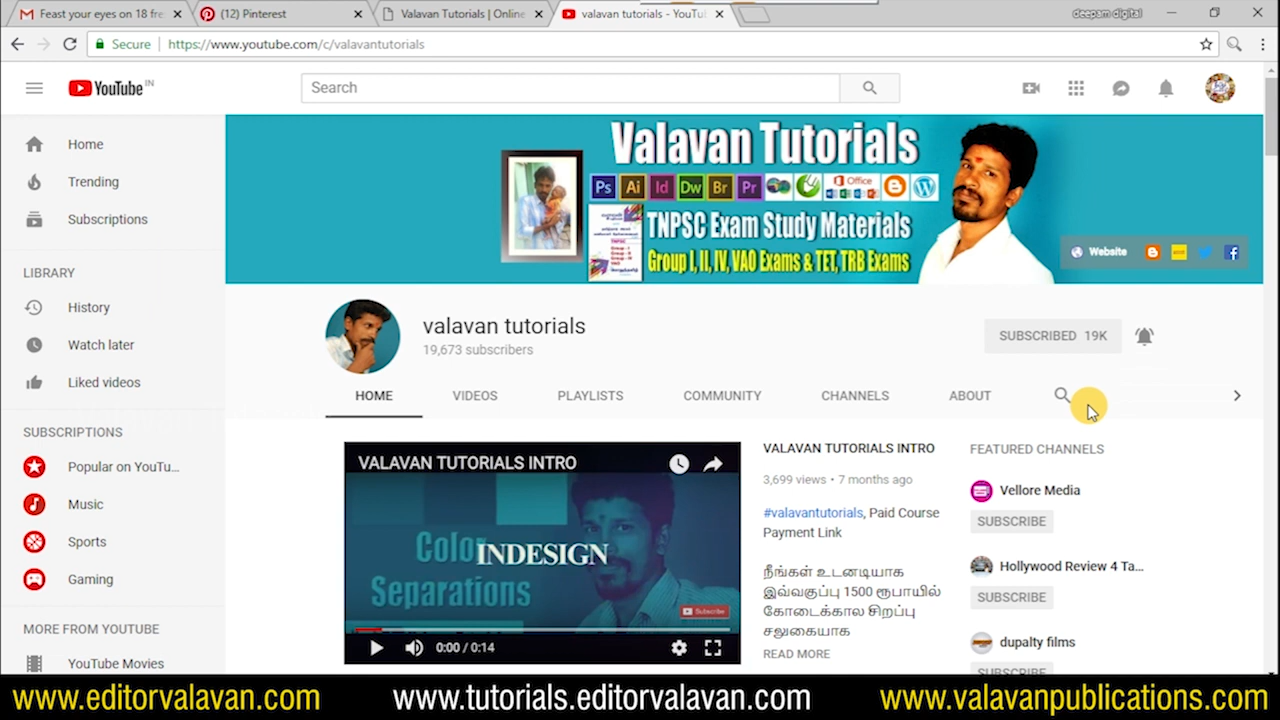 Feast your eyes on 18 fre
(12) Pinterest
Valavan Tutorials | Online
valavan tutorials - YouTu
deepam digital
Secure
https://www.youtube.com/c/valavantutorials
YouTube IN
Search
Home
Trending
Subscriptions
LIBRARY
History
Watch later
Liked videos
SUBSCRIPTIONS
Popular on YouTu...
Music
Sports
Gaming
MORE FROM YOUTUBE
YouTube Movies
Valavan Tutorials
Ps Ai Id Dw Br Pr Office
TNPSC Exam Study Materials
Group I, II, IV, VAO Exams & TET, TRB Exams
Website
valavan tutorials
19,673 subscribers
SUBSCRIBED 19K
HOME VIDEOS PLAYLISTS COMMUNITY CHANNELS ABOUT
VALAVAN TUTORIALS INTRO
Color
INDESIGN
Separations
Subscribe
0:00 / 0:14
VALAVAN TUTORIALS INTRO
3,699 views • 7 months ago
#valavantutorials, Paid Course
Payment Link
நீங்கள் உடனடியாக
இவ்வகுப்பு 1500 ரூபாயில்
கோடைக்கால சிறப்பு
சலுகையாக
READ MORE
FEATURED CHANNELS
Vellore Media
SUBSCRIBE
Hollywood Review 4 Ta...
SUBSCRIBE
dupalty films
SUBSCRIBE
www.editorvalavan.com
www.tutorials.editorvalavan.com
www.valavanpublications.com